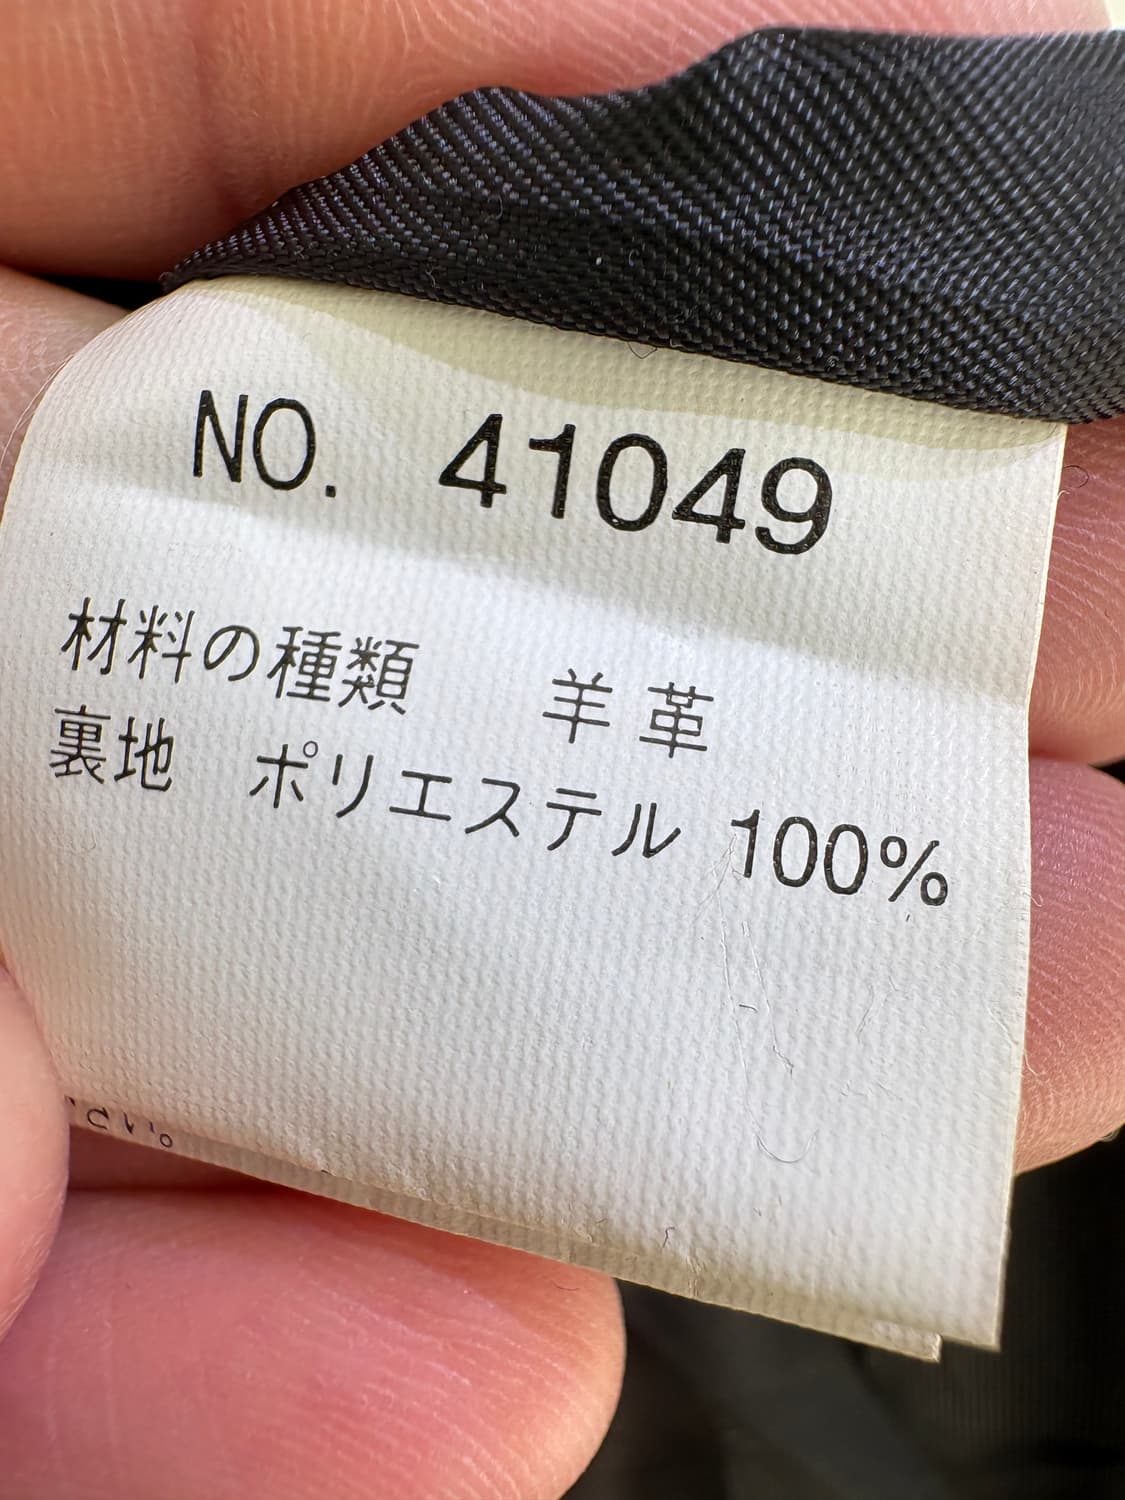 NO. 41049
材料の種類 羊革
裏地 ポリエステル 100%